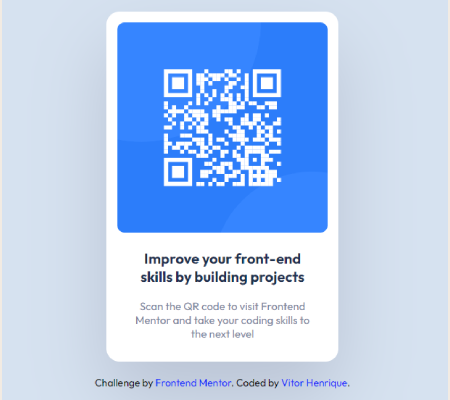 Improve your front-end
skills by building projects
Scan the QR code to visit Frontend
Mentor and take your coding skills to
the next level
Challenge by Frontend Mentor. Coded by Vitor Henrique.